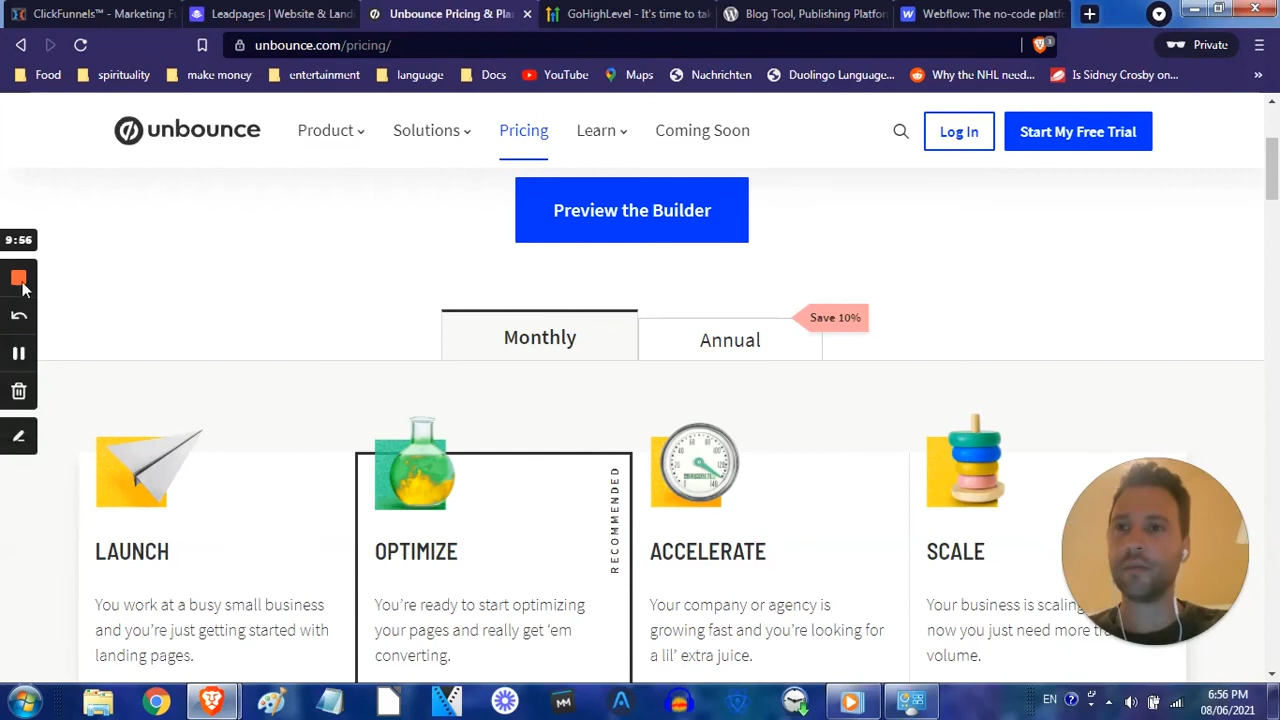 ClickFunnels™ - Marketing Fu
Leadpages | Website & Landi
Unbounce Pricing & Pla
GoHighLevel - It's time to tak
Blog Tool, Publishing Platform
Webflow: The no-code platfo
unbounce.com/pricing/
3
Private
Food
spirituality
make money
entertainment
language
Docs
YouTube
Maps
Nachrichten
Duolingo Language...
Why the NHL need...
Is Sidney Crosby on...
»
unbounce
Product
Solutions
Pricing
Learn
Coming Soon
Log In
Start My Free Trial
Preview the Builder
9:56
Monthly
Annual
Save 10%
LAUNCH
You work at a busy small business
and you're just getting started with
landing pages.
RECOMMENDED
OPTIMIZE
You're ready to start optimizing
your pages and really get 'em
converting.
ACCELERATE
Your company or agency is
growing fast and you're looking for
a lil' extra juice.
SCALE
Your business is scaling
now you just need more tr
volume.
EN
6:56 PM
08/06/2021